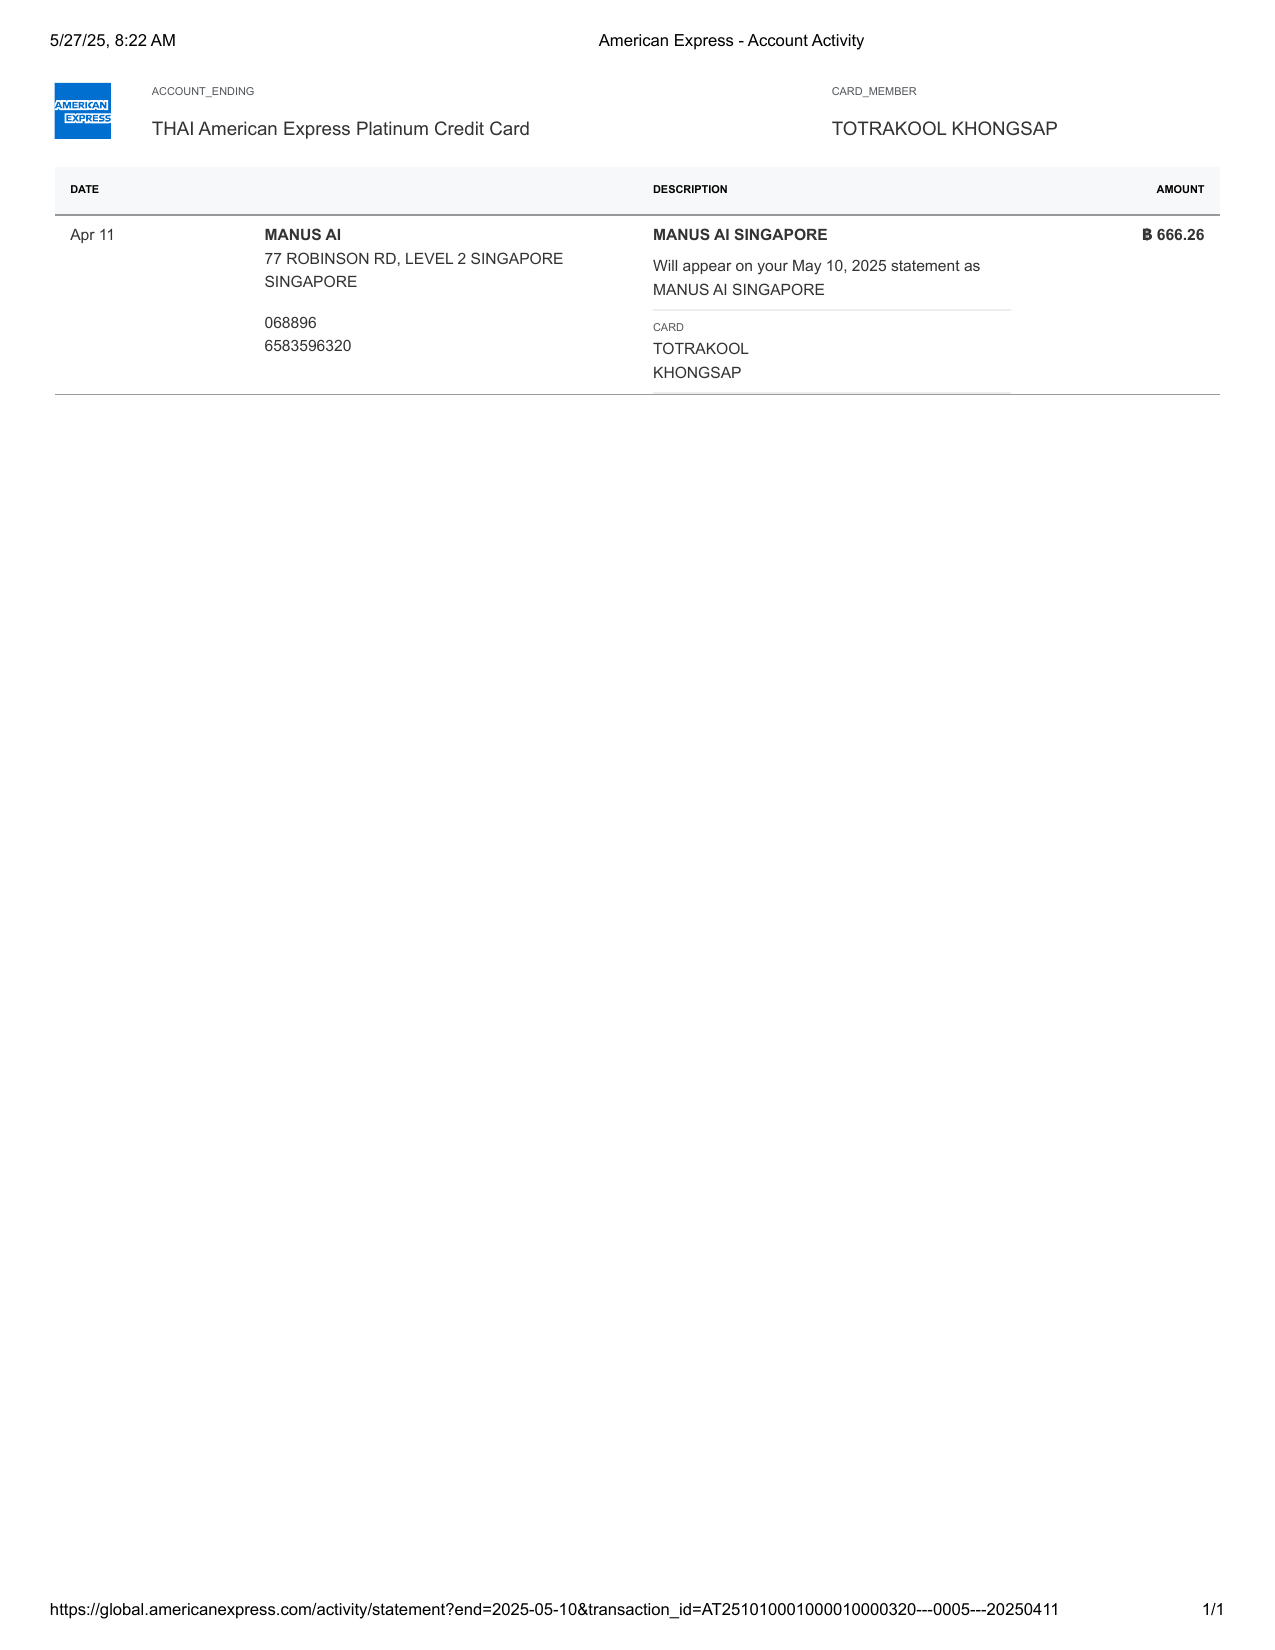 5/27/25, 8:22 AM
American Express - Account Activity
AMERICAN
EXPRESS
ACCOUNT_ENDING
THAI American Express Platinum Credit Card
CARD_MEMBER
TOTRAKOOL KHONGSAP
DATE
DESCRIPTION
AMOUNT
Apr 11
MANUS AI
77 ROBINSON RD, LEVEL 2 SINGAPORE
SINGAPORE
068896
6583596320
MANUS AI SINGAPORE
Will appear on your May 10, 2025 statement as
MANUS AI SINGAPORE
CARD
TOTRAKOOL
KHONGSAP
฿ 666.26
https://global.americanexpress.com/activity/statement?end=2025-05-10&transaction_id=AT251010001000010000320---0005---20250411
1/1